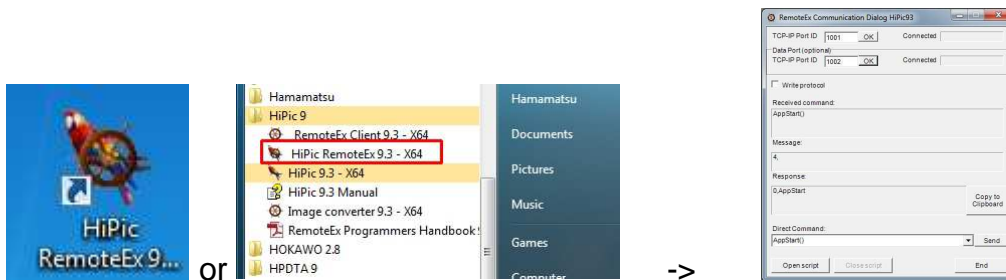 HiPic
RemoteEx 9...
or
Hamamatsu
HiPic 9
RemoteEx Client 9.3 - X64
HiPic RemoteEx 9.3 - X64
HiPic 9.3 - X64
HiPic 9.3 Manual
Image converter 9.3 - X64
RemoteEx Programmers Handbook
HOKAWO 2.8
HPDTA 9
Hamamatsu
Documents
Pictures
Music
Games
Computer
->
RemoteEx Communication Dialog HiPic93
TCP-IP Port ID 1001 OK Connected
Data Port (optional)
TCP-IP Port ID 1002 OK Connected
Write protocol
Received command:
AppStart()
Message:
4,
Response:
0,AppStart
Copy to
Clipboard
Direct Command:
AppStart() Send
Open script Close script End